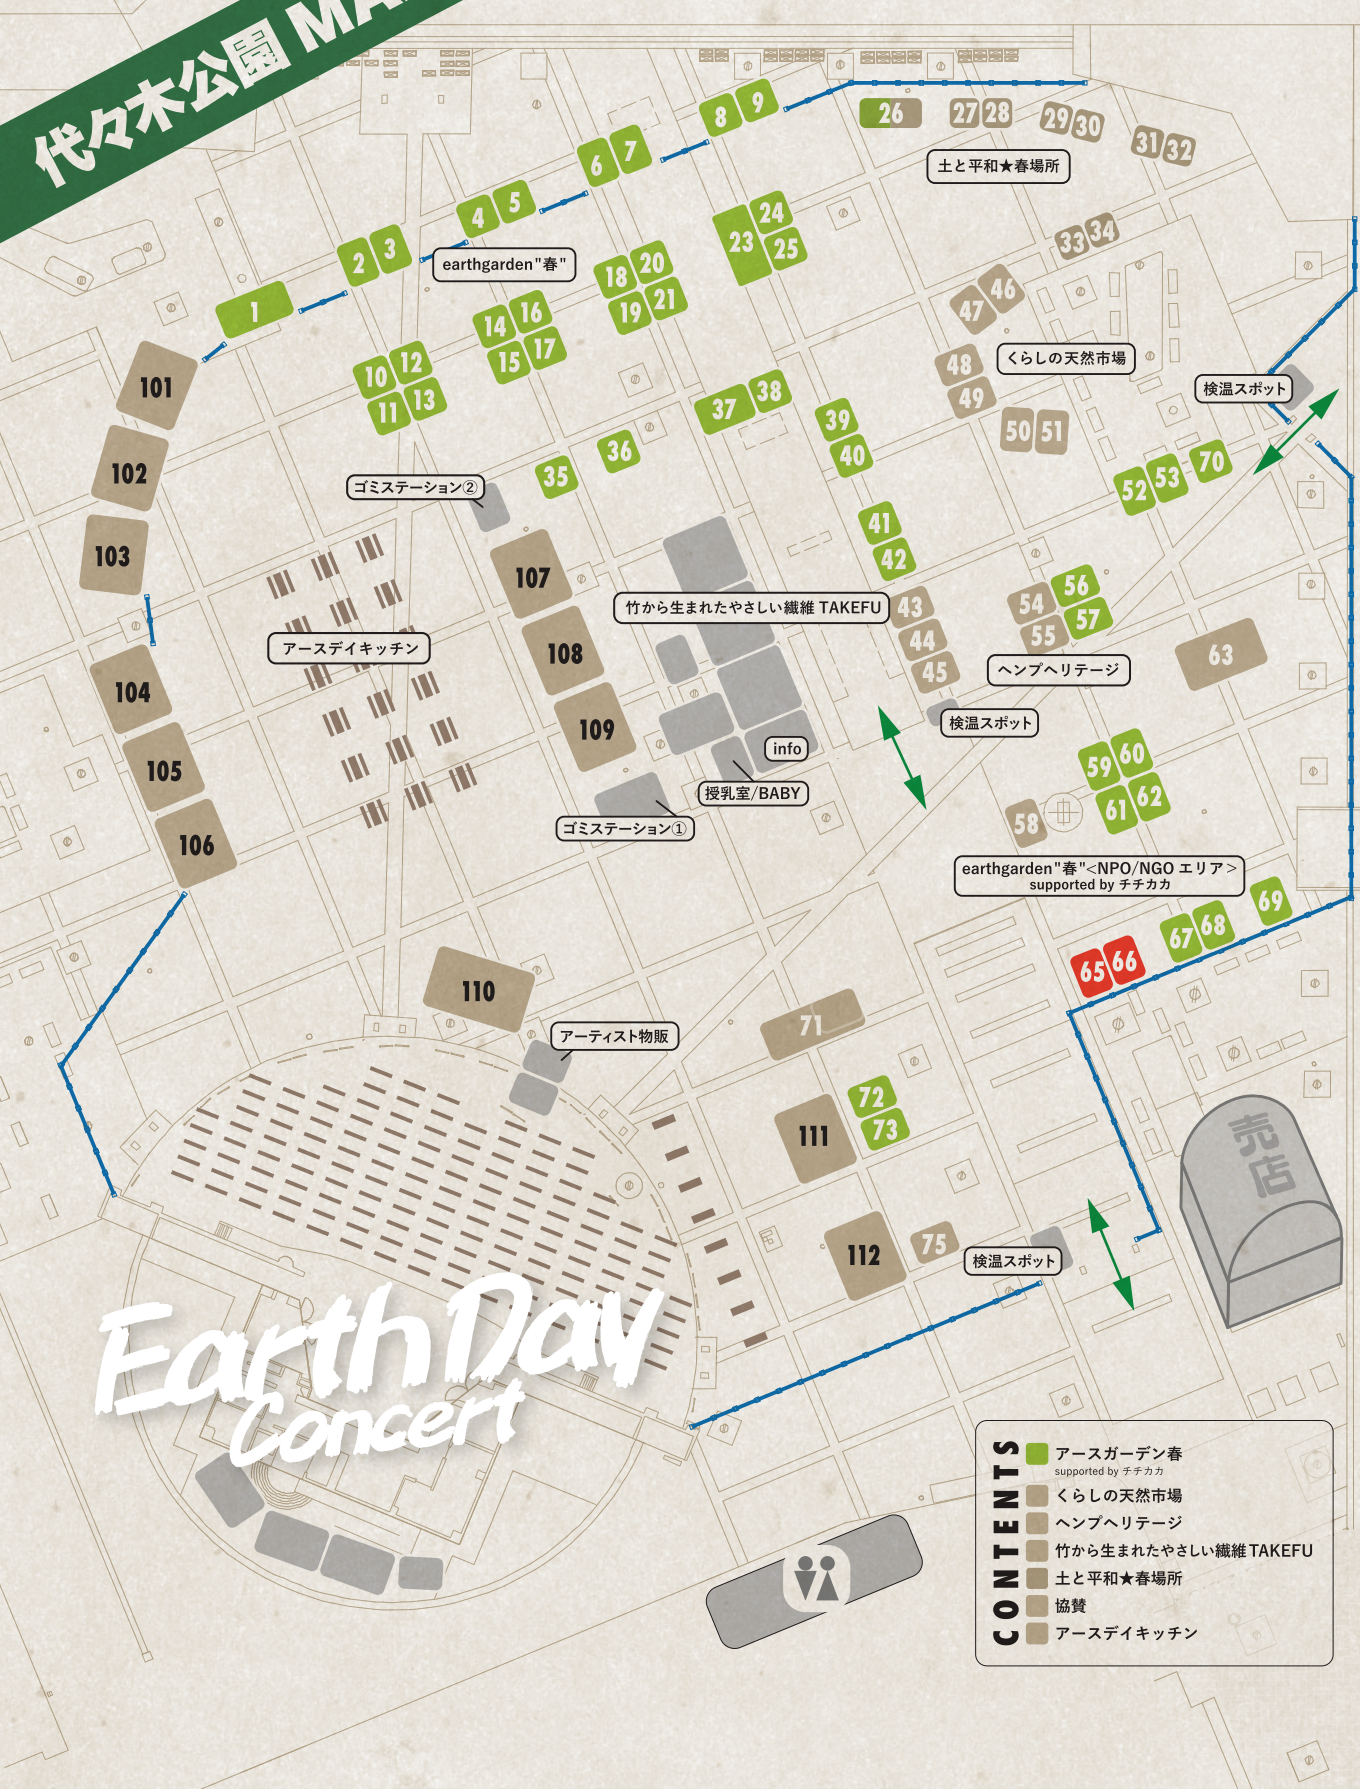 代々木公園 MA
8 9
26
27 28
29 30
31 32
6 7
土と平和★春場所
4 5
24
23
25
33 34
2 3
earthgarden"春"
18 20
19 21
1
46
47
14 16
15 17
くらしの天然市場
101
10 12
11 13
48
49
検温スポット
37 38
39
40
50 51
36
35
52 53 70
102
ゴミステーション②
41
42
103
107
竹から生まれたやさしい繊維 TAKEFU
43
44
45
54 56
55 57
アースデイキッチン
108
63
ヘンプヘリテージ
104
109
検温スポット
info
105
授乳室/BABY
59 60
61 62
58
ゴミステーション①
106
earthgarden"春"<NPO/NGO エリア>
supported by チチカカ
69
67 68
65 66
110
71
アーティスト物販
72
73
111
売店
112
75
検温スポット
Earth Day
Concert
CONTENTS
アースガーデン春
supported by チチカカ
くらしの天然市場
ヘンプヘリテージ
竹から生まれたやさしい繊維TAKEFU
土と平和★春場所
協賛
アースデイキッチン